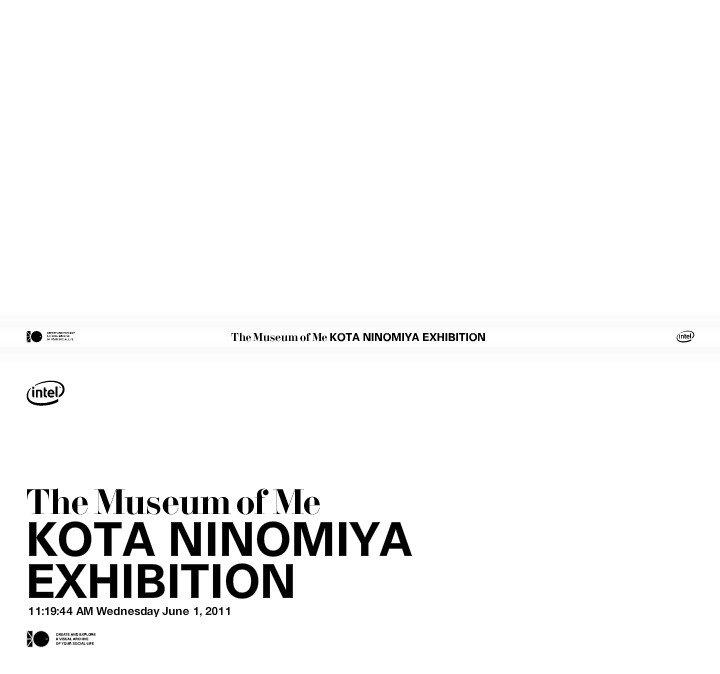 The Museum of Me KOTA NINOMIYA EXHIBITION
intel
intel
The Museum of Me
KOTA NINOMIYA
EXHIBITION
11:19:44 AM Wednesday June 1, 2011
CREATE AND EXPLORE
A VISUAL ARCHIVE
OF YOUR SOCIAL LIFE